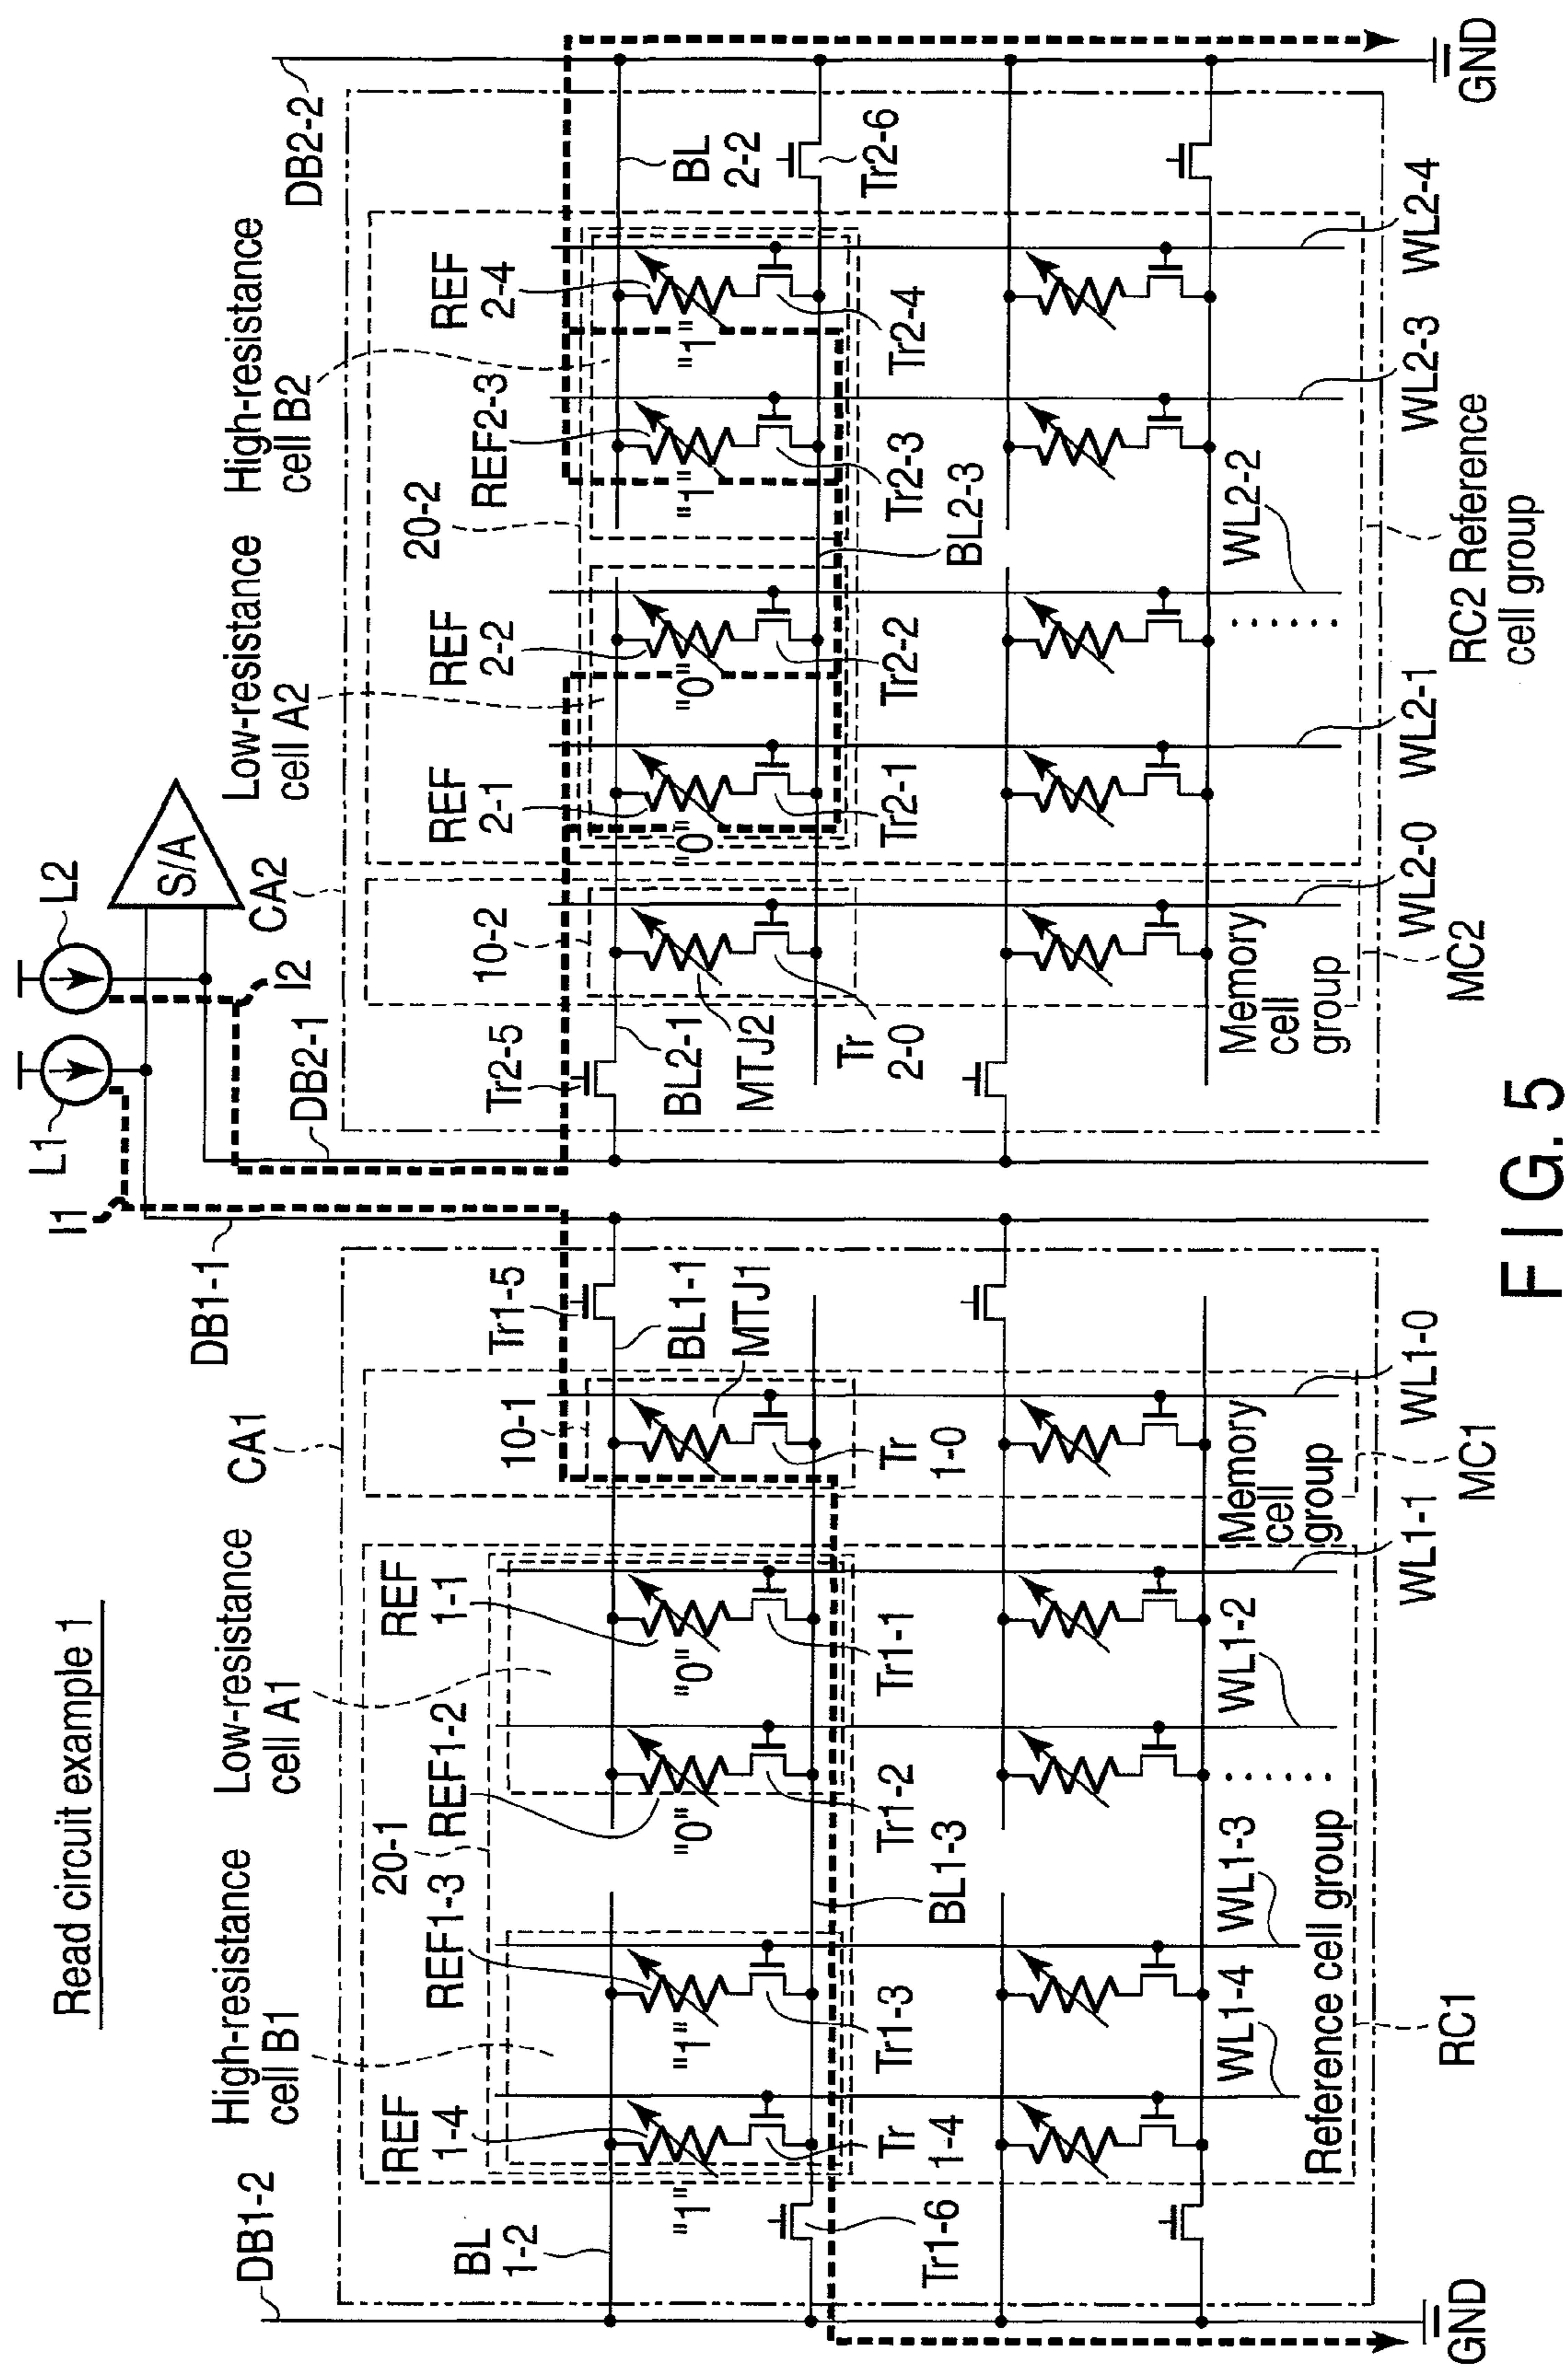 Read circuit example 1
I1
L1
L2
I2
S/A
DB1-2
High-resistance
cell B1
Low-resistance
cell A1
CA1
DB1-1
DB2-1
CA2
Low-resistance
cell A2
High-resistance
cell B2
DB2-2
BL
1-2
REF
1-4
REF1-3
20-1
REF1-2
REF
1-1
10-1
Tr1-5
BL1-1
MTJ1
"1"
"1"
"0"
"0"
Tr1-6
Tr
1-4
Tr1-3
BL1-3
Tr1-2
Tr1-1
Tr
1-0
Tr2-5
BL2-1
MTJ2
10-2
REF
2-1
REF
2-2
20-2
REF2-3
REF
2-4
BL
2-2
"0"
"0"
"1"
"1"
Tr
2-0
Tr2-1
Tr2-2
BL2-3
Tr2-3
Tr2-4
Tr2-6
WL1-4
WL1-3
WL1-2
Reference cell group
Memory
cell
group
Memory
cell
group
WL2-2
GND
RC1
WL1-1
MC1
WL1-0
MC2
WL2-0
WL2-1
RC2 Reference
cell group
WL2-3
WL2-4
GND
FIG. 5